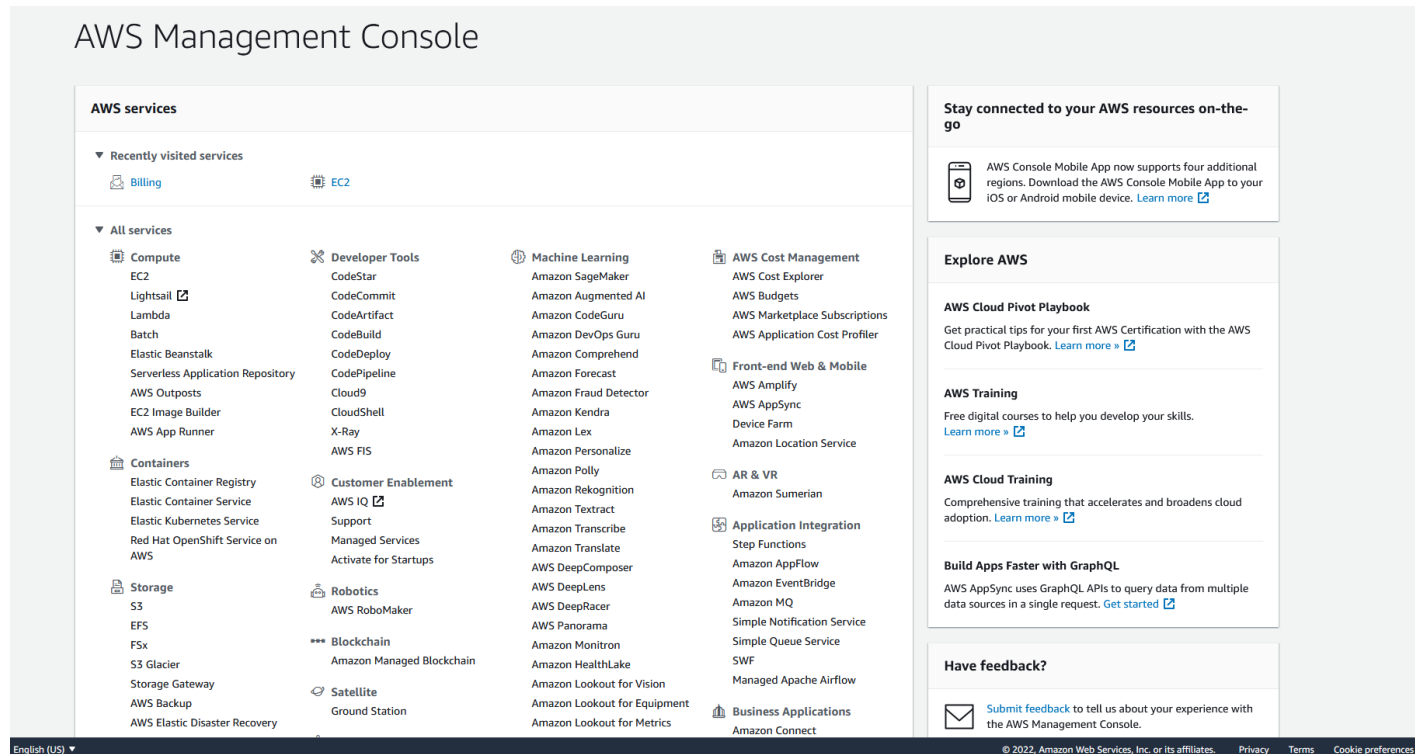 AWS Management Console
AWS services
Recently visited services
Billing
EC2
All services
Compute
EC2
Lightsail
Lambda
Batch
Elastic Beanstalk
Serverless Application Repository
AWS Outposts
EC2 Image Builder
AWS App Runner
Containers
Elastic Container Registry
Elastic Container Service
Elastic Kubernetes Service
Red Hat OpenShift Service on
AWS
Storage
S3
EFS
FSx
S3 Glacier
Storage Gateway
AWS Backup
AWS Elastic Disaster Recovery
Developer Tools
CodeStar
CodeCommit
CodeArtifact
CodeBuild
CodeDeploy
CodePipeline
Cloud9
CloudShell
X-Ray
AWS FIS
Customer Enablement
AWS IQ
Support
Managed Services
Activate for Startups
Robotics
AWS RoboMaker
Blockchain
Amazon Managed Blockchain
Satellite
Ground Station
Machine Learning
Amazon SageMaker
Amazon Augmented AI
Amazon CodeGuru
Amazon DevOps Guru
Amazon Comprehend
Amazon Forecast
Amazon Fraud Detector
Amazon Kendra
Amazon Lex
Amazon Personalize
Amazon Polly
Amazon Rekognition
Amazon Textract
Amazon Transcribe
Amazon Translate
AWS DeepComposer
AWS DeepLens
AWS DeepRacer
AWS Panorama
Amazon Monitron
Amazon HealthLake
Amazon Lookout for Vision
Amazon Lookout for Equipment
Amazon Lookout for Metrics
AWS Cost Management
AWS Cost Explorer
AWS Budgets
AWS Marketplace Subscriptions
AWS Application Cost Profiler
Front-end Web & Mobile
AWS Amplify
AWS AppSync
Device Farm
Amazon Location Service
AR & VR
Amazon Sumerian
Application Integration
Step Functions
Amazon AppFlow
Amazon EventBridge
Amazon MQ
Simple Notification Service
Simple Queue Service
SWF
Managed Apache Airflow
Business Applications
Amazon Connect
Stay connected to your AWS resources on-the-
go
AWS Console Mobile App now supports four additional
regions. Download the AWS Console Mobile App to your
iOS or Android mobile device. Learn more
Explore AWS
AWS Cloud Pivot Playbook
Get practical tips for your first AWS Certification with the AWS
Cloud Pivot Playbook. Learn more »
AWS Training
Free digital courses to help you develop your skills.
Learn more »
AWS Cloud Training
Comprehensive training that accelerates and broadens cloud
adoption. Learn more »
Build Apps Faster with GraphQL
AWS AppSync uses GraphQL APIs to query data from multiple
data sources in a single request. Get started
Have feedback?
Submit feedback to tell us about your experience with
the AWS Management Console.
English (US)
© 2022, Amazon Web Services, Inc. or its affiliates. Privacy Terms Cookie preferences